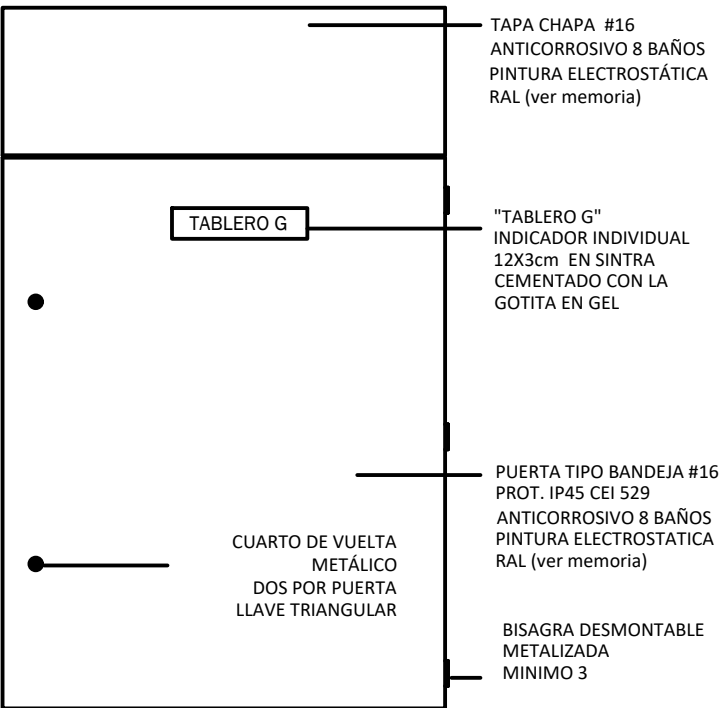 TAPA CHAPA #16
ANTICORROSIVO 8 BAÑOS
PINTURA ELECTROSTÁTICA
RAL (ver memoria)
TABLERO G
"TABLERO G"
INDICADOR INDIVIDUAL
12X3cm EN SINTRA
CEMENTADO CON LA
GOTITA EN GEL
PUERTA TIPO BANDEJA #16
PROT. IP45 CEI 529
ANTICORROSIVO 8 BAÑOS
PINTURA ELECTROSTATICA
RAL (ver memoria)
CUARTO DE VUELTA
METÁLICO
DOS POR PUERTA
LLAVE TRIANGULAR
BISAGRA DESMONTABLE
METALIZADA
MINIMO 3